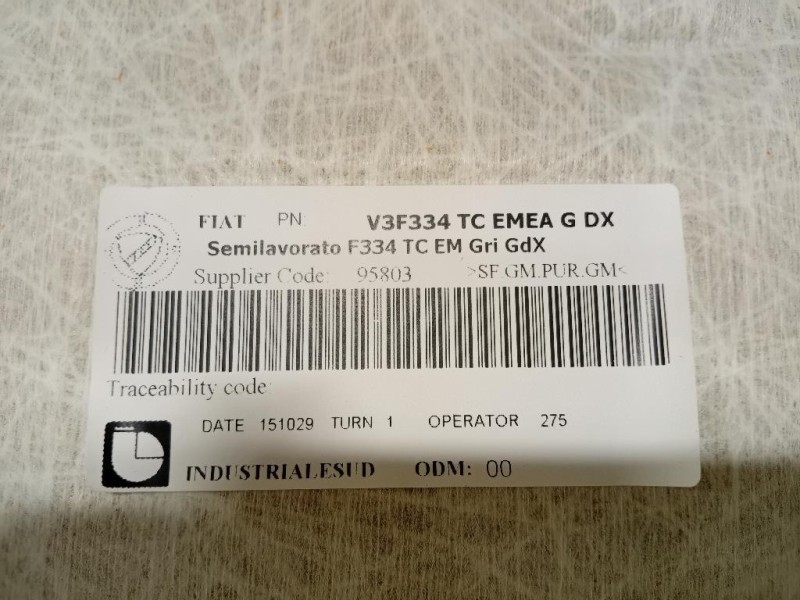 FIAT PN: V3F334 TC EMEA G DX
Semilavorato F334 TC EM Gri GdX
Supplier Code: 95803 >SF.GM.PUR.GM<
Traceability code:
DATE 151029 TURN 1 OPERATOR 275
INDUSTRIALESUD ODM: 00